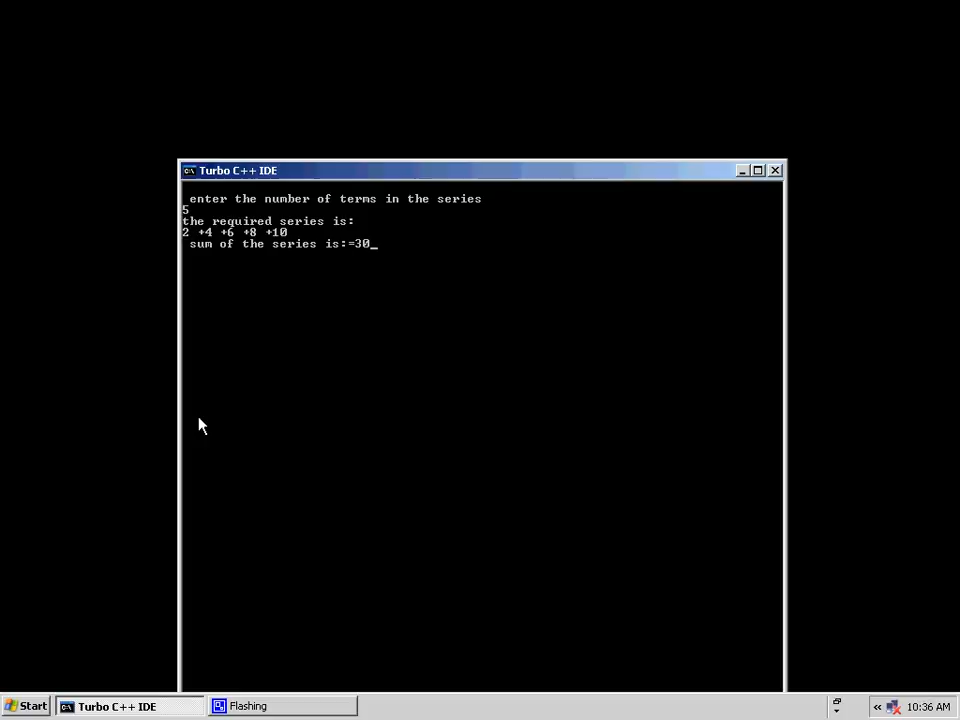 Turbo C++ IDE
enter the number of terms in the series
5
the required series is:
2 +4 +6 +8 +10
sum of the series is:=30_
Start
Turbo C++ IDE
Flashing
«
10:36 AM